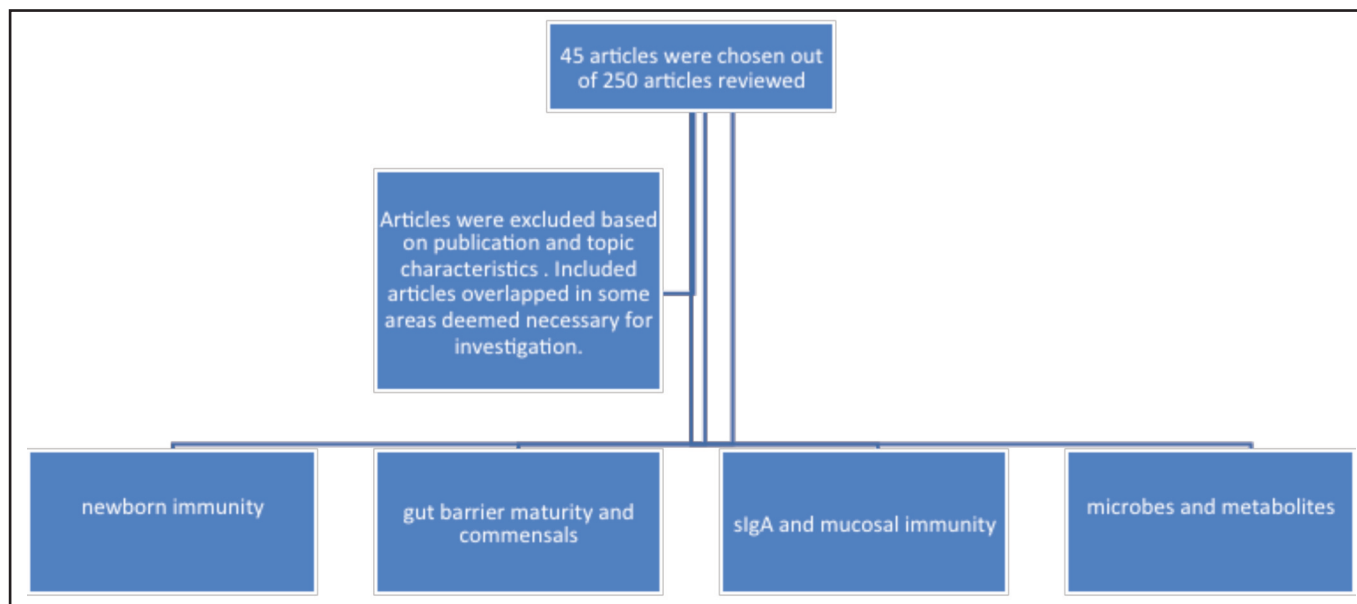 45 articles were chosen out
of 250 articles reviewed
Articles were excluded based
on publication and topic
characteristics . Included
articles overlapped in some
areas deemed necessary for
investigation.
newborn immunity
gut barrier maturity and
commensals
sIgA and mucosal immunity
microbes and metabolites